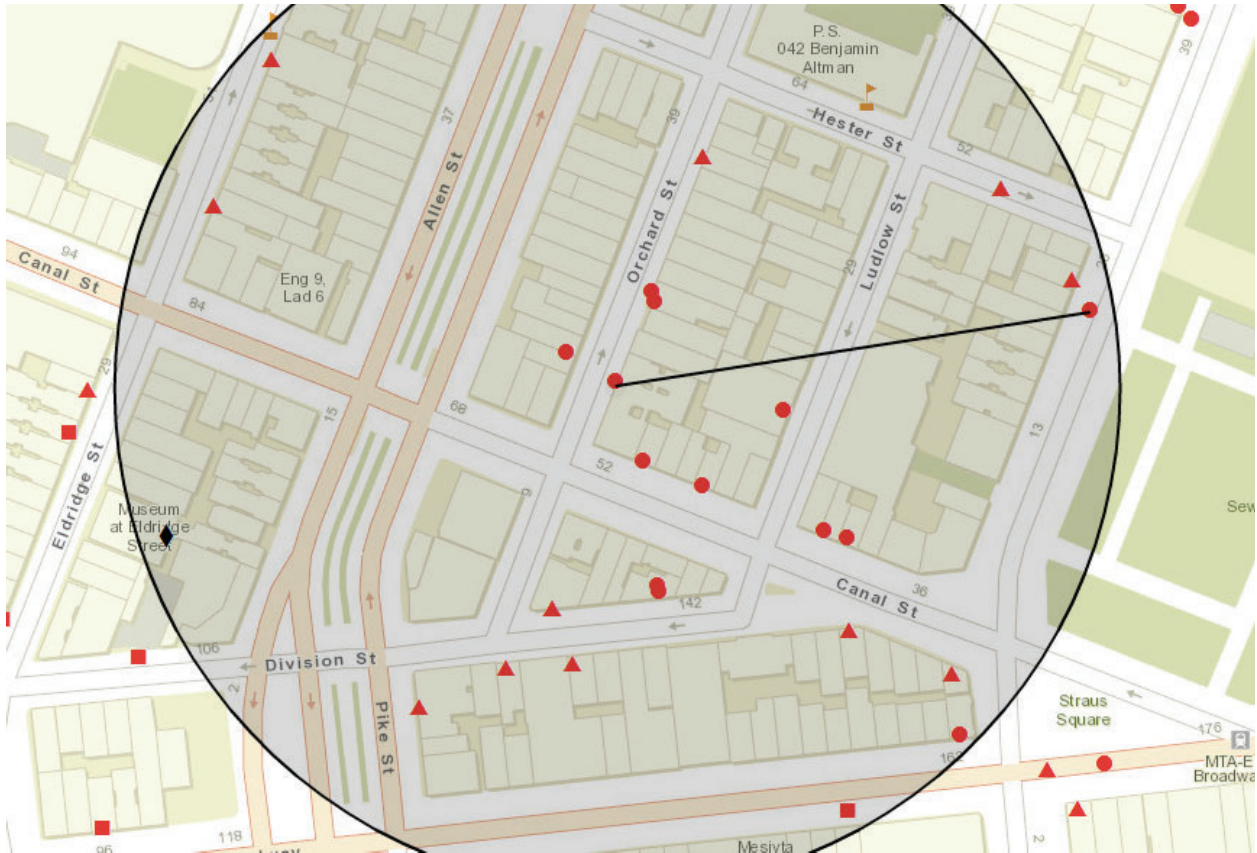 P.S.
042 Benjamin
Altman
39
64
Hester St
52
37
Allen St
39
Orchard St
29
Ludlow St
94
Canal St
84
Eng 9,
Lad 6
29
15
68
13
52
9
Eldridge St
Museum
at Eldridge
Street
Sew
36
Canal St
142
106
Division St
2
Pike St
Straus
Square
176
162
MTA-E
Broadwa
118
96
2
Mesivta